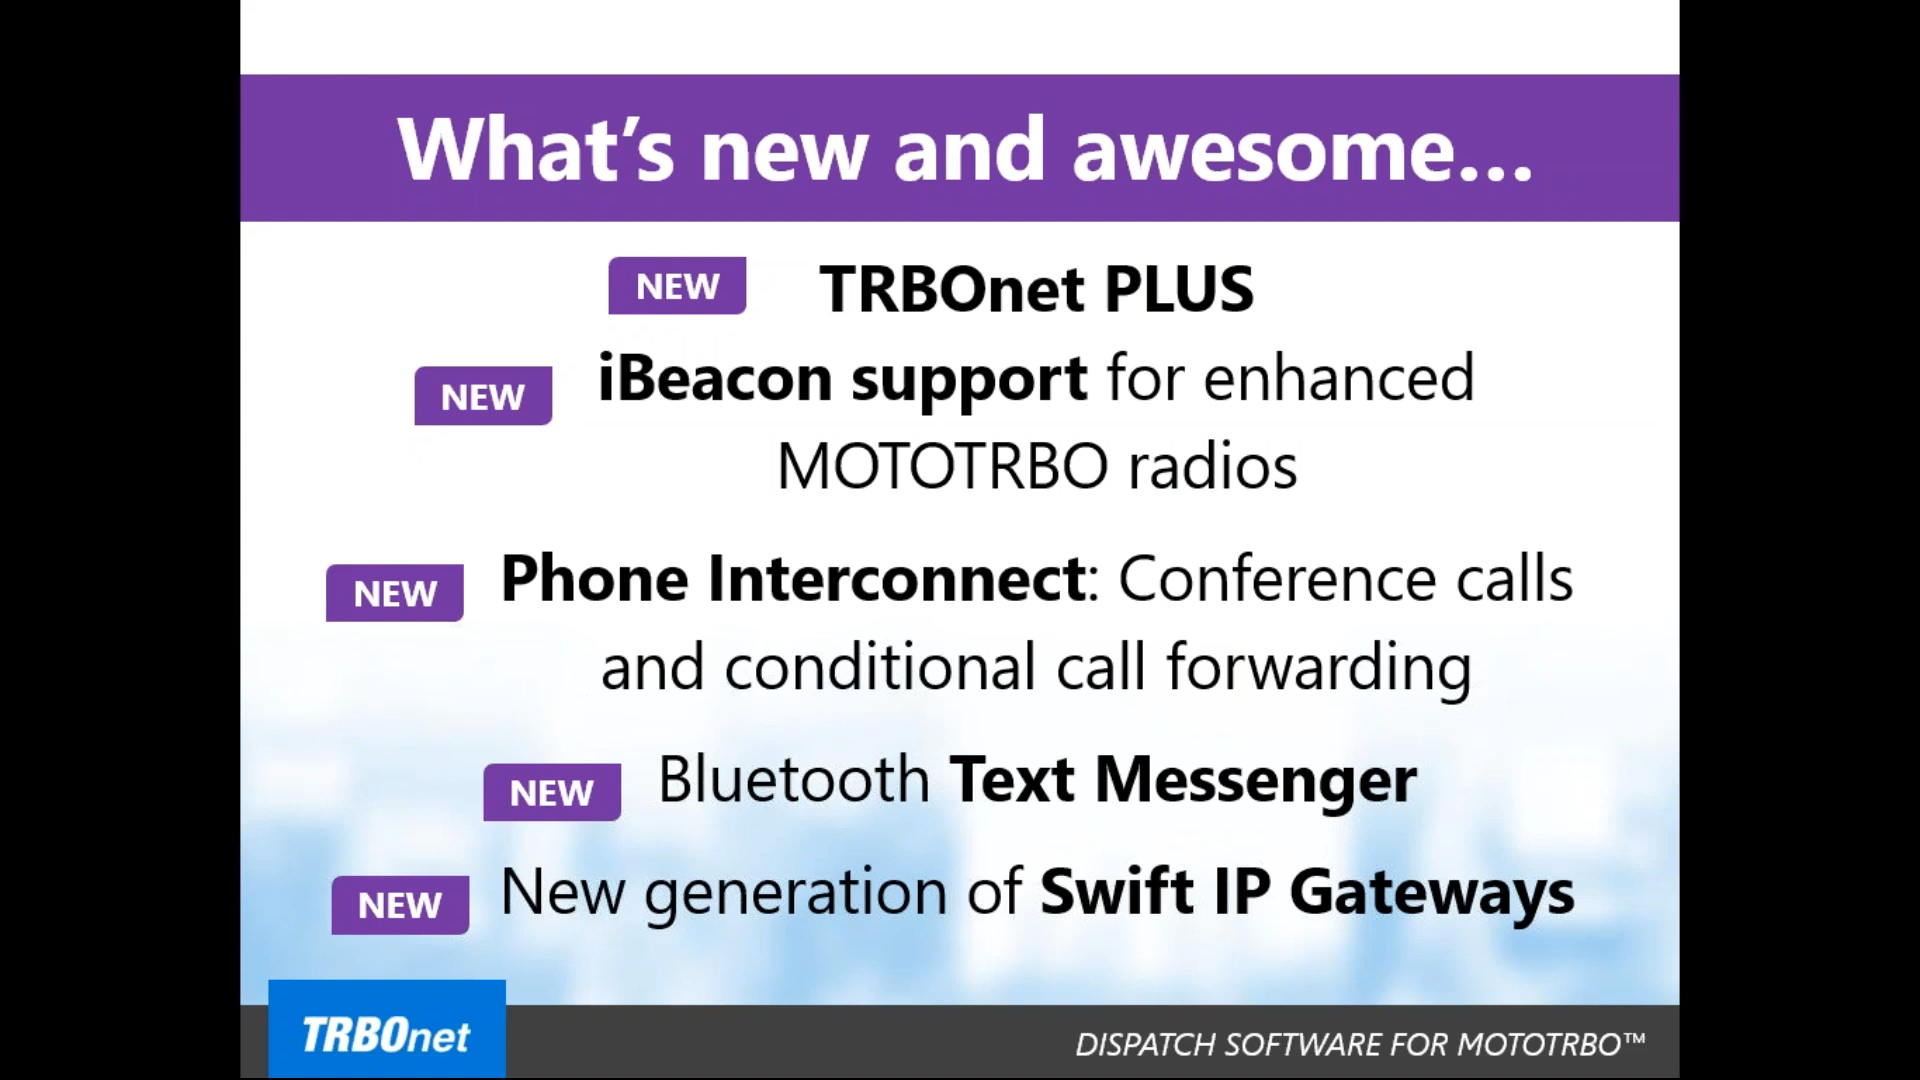 What's new and awesome...
NEW TRBOnet PLUS
NEW iBeacon support for enhanced
MOTOTRBO radios
NEW Phone Interconnect: Conference calls
and conditional call forwarding
NEW Bluetooth Text Messenger
NEW New generation of Swift IP Gateways
TRBOnet
DISPATCH SOFTWARE FOR MOTOTRBO™